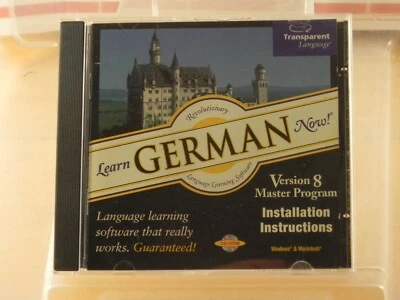 Transparent
Language®
Revolutionary
Learn GERMAN Now!®
Language Learning Software
Version 8
Master Program
Language learning
software that really
works. Guaranteed!
Installation
Instructions
Windows® & Macintosh®